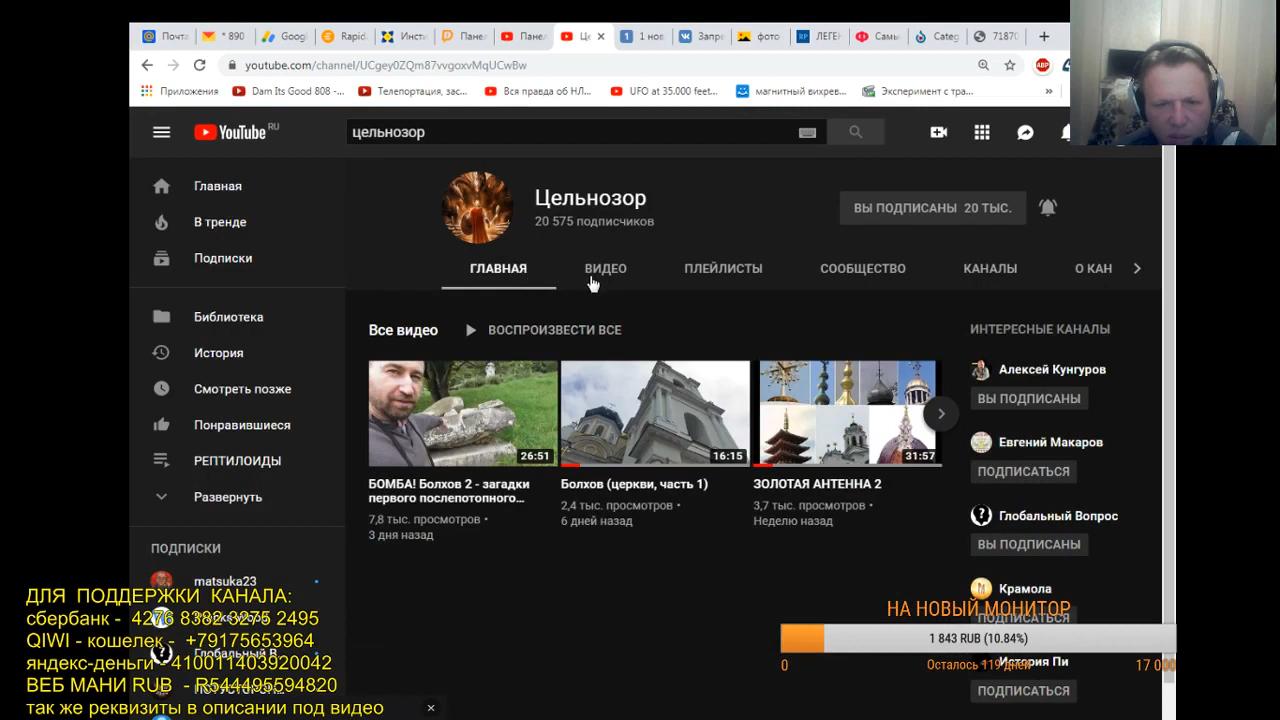 Почта
* 890
Googl
Rapid
Инсти
Панел
Панел
Це
1 нов
Запре
фото
ЛЕГЕН
Самы
Categ
71870
youtube.com/channel/UCgey0ZQm87vvgoxvMqUCwBw
Приложения
Dam Its Good 808 -...
Телепортация, зас...
Вся правда об НЛ...
UFO at 35.000 feet...
магнитный вихрев...
Эксперимент с тра...
»
YouTube RU
цельнозор
Главная
В тренде
Подписки
Библиотека
История
Смотреть позже
Понравившиеся
РЕПТИЛОИДЫ
Развернуть
ПОДПИСКИ
matsuka23
Глобальный В
Цельнозор
20 575 подписчиков
ВЫ ПОДПИСАНЫ 20 ТЫС.
ГЛАВНАЯ
ВИДЕО
ПЛЕЙЛИСТЫ
СООБЩЕСТВО
КАНАЛЫ
О КАН
Все видео
ВОСПРОИЗВЕСТИ ВСЕ
26:51
БОМБА! Болхов 2 - загадки
первого послепотопного...
7,8 тыс. просмотров •
3 дня назад
16:15
Болхов (церкви, часть 1)
2,4 тыс. просмотров •
6 дней назад
31:57
ЗОЛОТАЯ АНТЕННА 2
3,7 тыс. просмотров •
Неделю назад
ИНТЕРЕСНЫЕ КАНАЛЫ
Алексей Кунгуров
ВЫ ПОДПИСАНЫ
Евгений Макаров
ПОДПИСАТЬСЯ
Глобальный Вопрос
ВЫ ПОДПИСАНЫ
Крамола
ПОДПИСАТЬСЯ
История Пи
ПОДПИСАТЬСЯ
ДЛЯ ПОДДЕРЖКИ КАНАЛА:
сбербанк - 4276 8382 3275 2495
QIWI - кошелек - +79175653964
яндекс-деньги - 410011403920042
ВЕБ МАНИ RUB - R544495594820
так же реквизиты в описании под видео
НА НОВЫЙ МОНИТОР
1 843 RUB (10.84%)
0
Осталось 119 дней
17 000